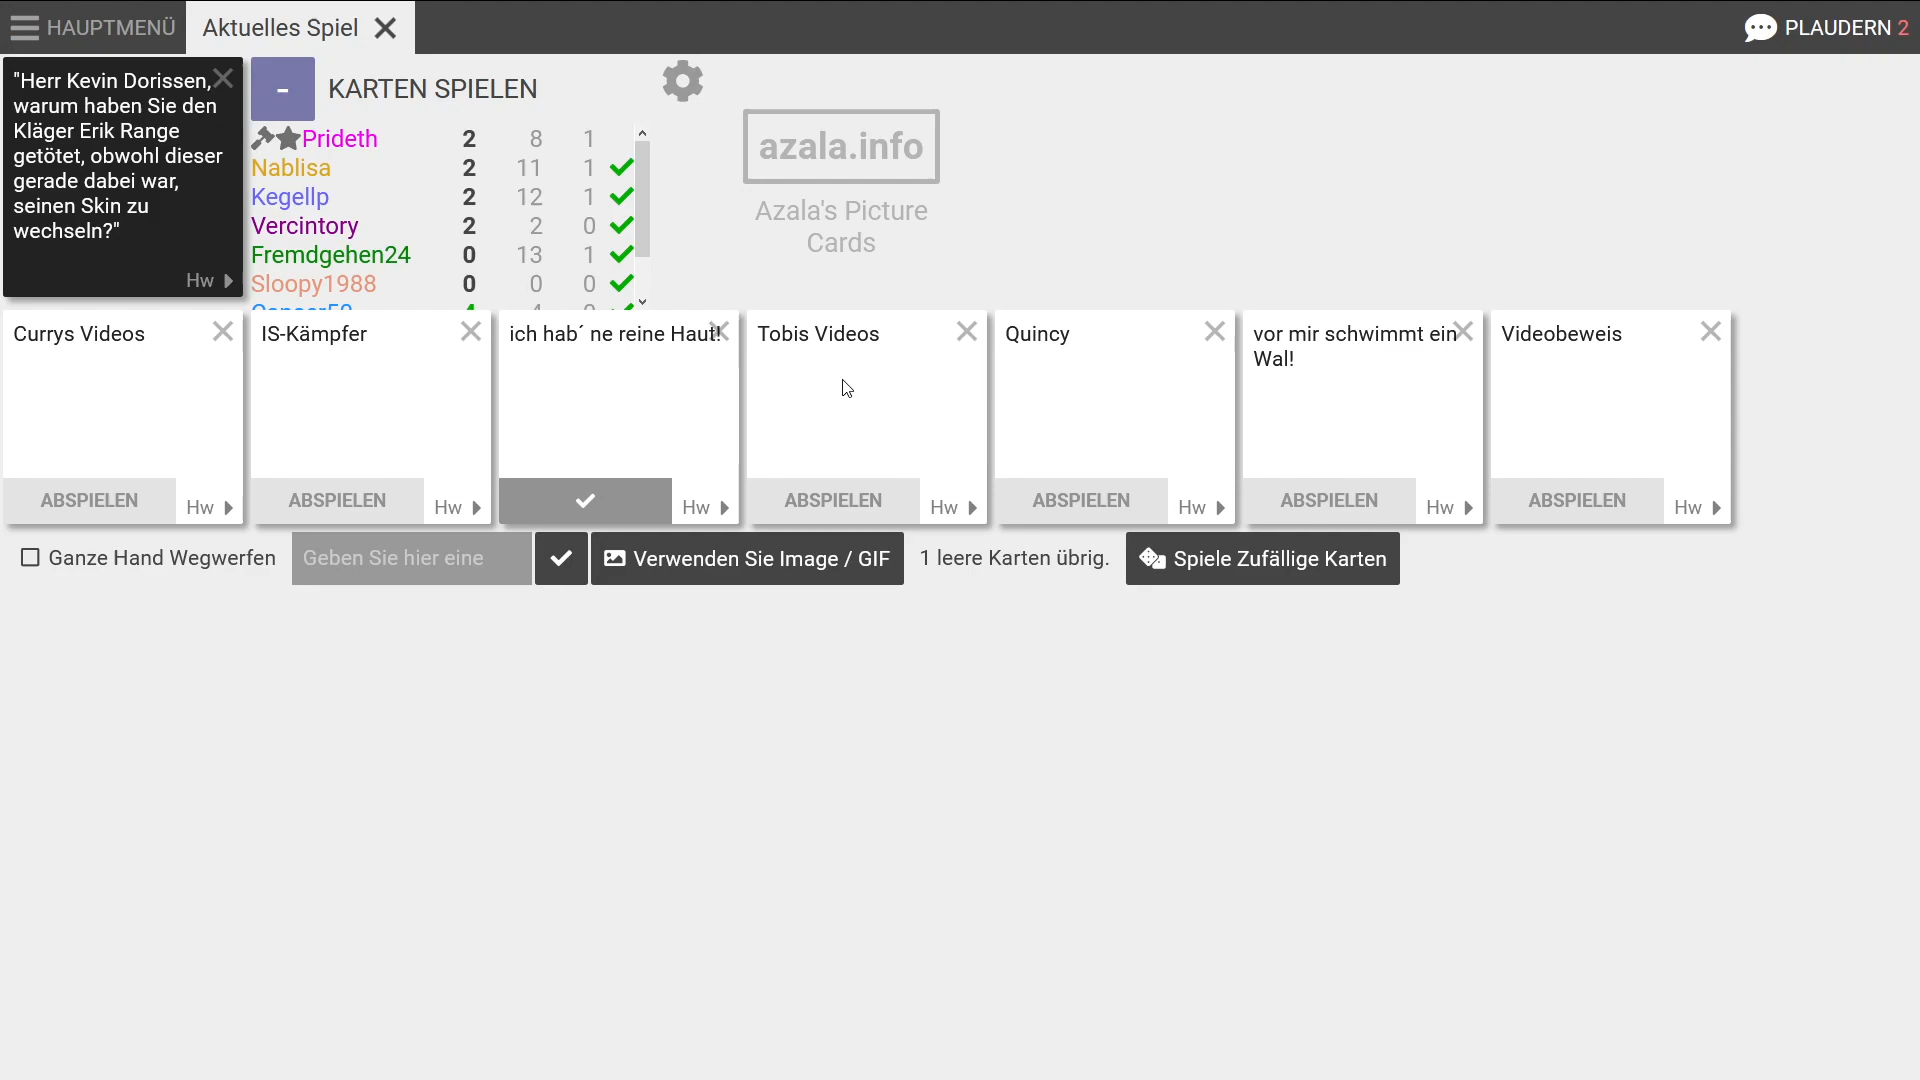 HAUPTMENÜ
Aktuelles Spiel
PLAUDERN 2
"Herr Kevin Dorissen,
warum haben Sie den
Kläger Erik Range
getötet, obwohl dieser
gerade dabei war,
seinen Skin zu
wechseln?"
Hw
-
KARTEN SPIELEN
Prideth 2 8 1
Nablisa 2 11 1
Kegellp 2 12 1
Vercintory 2 2 0
Fremdgehen24 0 13 1
Sloopy1988 0 0 0
azala.info
Azala's Picture
Cards
Currys Videos
ABSPIELEN
Hw
IS-Kämpfer
ABSPIELEN
Hw
ich hab´ ne reine Haut!
Hw
Tobis Videos
ABSPIELEN
Hw
Quincy
ABSPIELEN
Hw
vor mir schwimmt ein
Wal!
ABSPIELEN
Hw
Videobeweis
ABSPIELEN
Hw
Ganze Hand Wegwerfen
Geben Sie hier eine
Verwenden Sie Image / GIF
1 leere Karten übrig.
Spiele Zufällige Karten